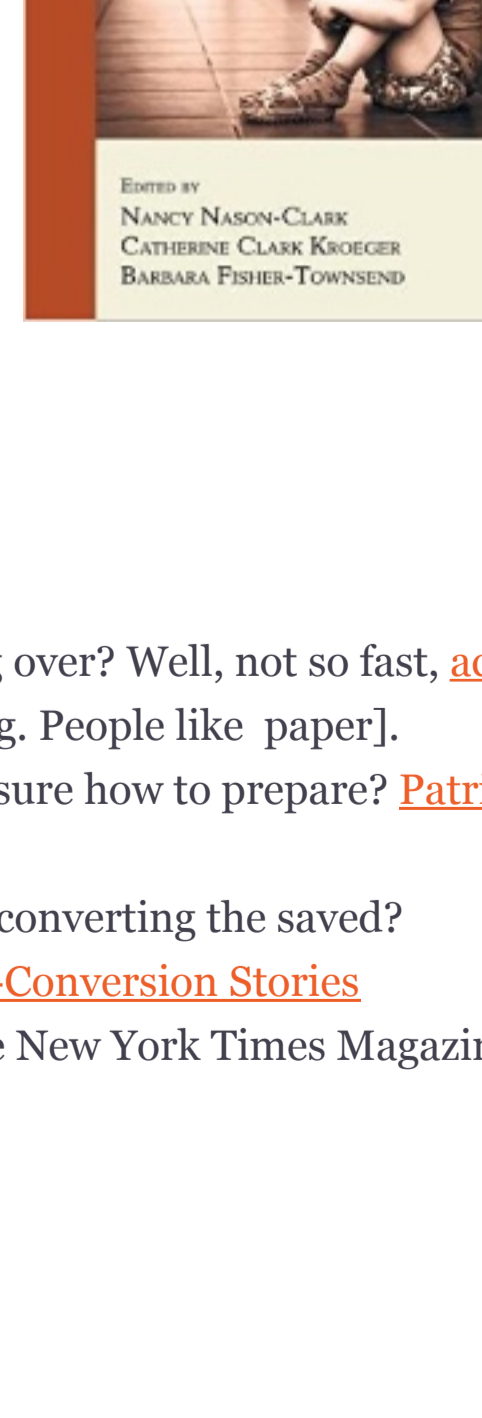 EDITED BY
NANCY NASON-CLARK
CATHERINE CLARK KROEGER
BARBARA FISHER-TOWNSEND
over? Well, not so fast,
People like paper].
sure how to prepare?
converting the saved?
-Conversion Stories
New York Times